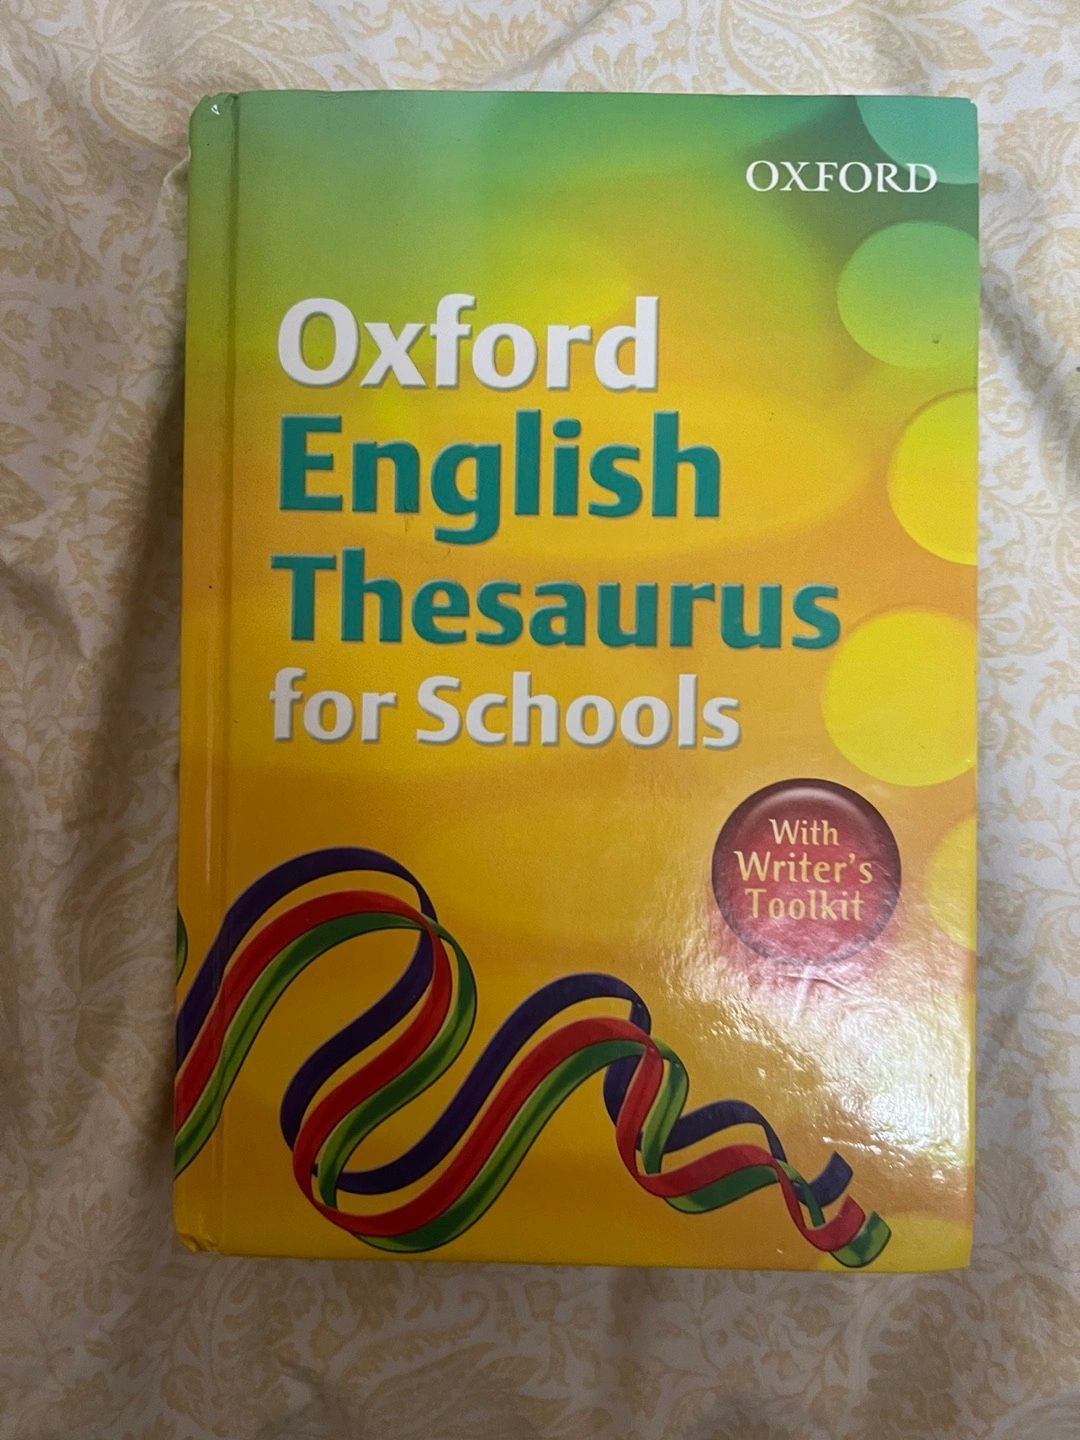 OXFORD
Oxford
English
Thesaurus
for Schools
With
Writer's
Toolkit